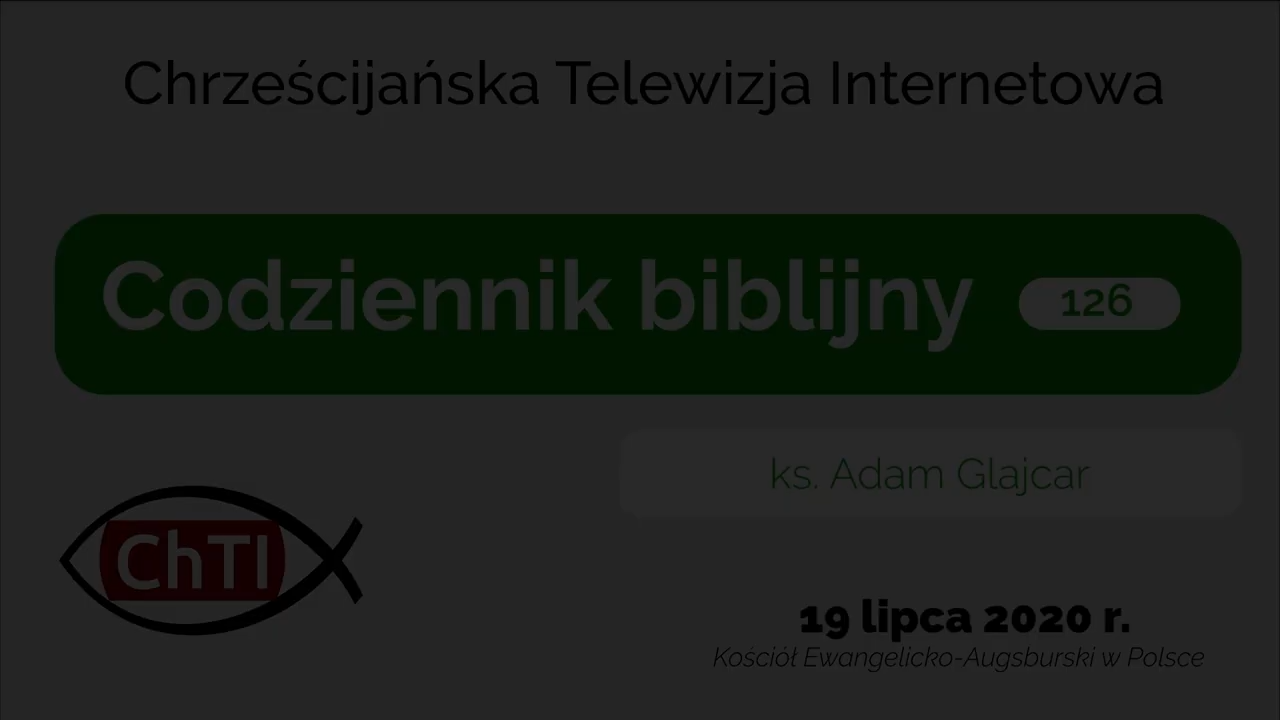 Chrześcijańska Telewizja Internetowa
Codziennik biblijny 126
ks. Adam Glajcar
ChTI
19 lipca 2020 r.
Kościół Ewangelicko-Augsburski w Polsce